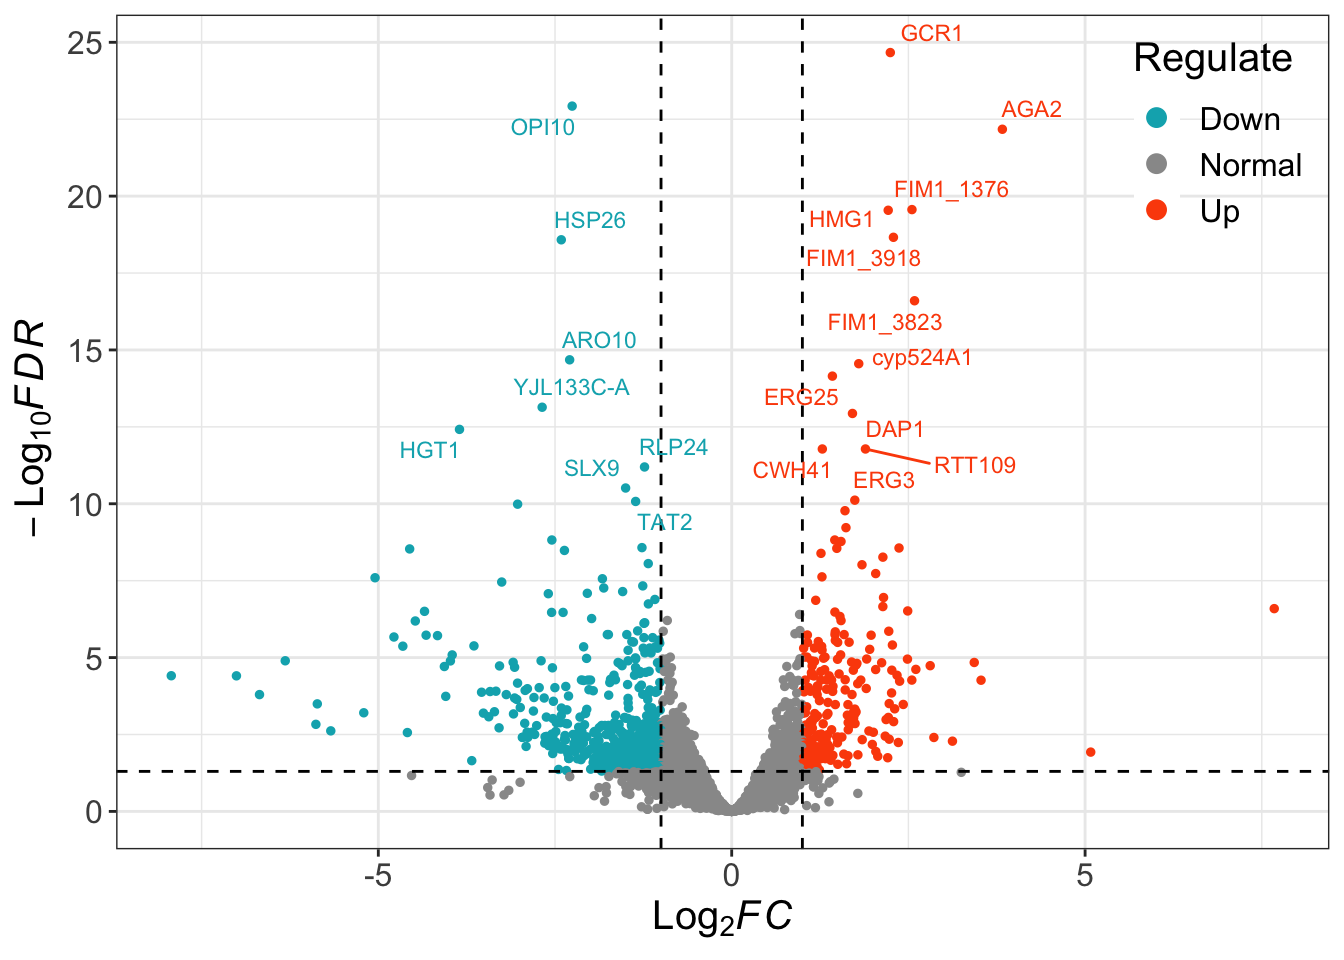 GCR1
AGA2
OPI10
FIM1_1376
HMG1
HSP26
FIM1_3918
FIM1_3823
ARO10
cyp524A1
YJL133C-A
ERG25
DAP1
HGT1
RLP24
SLX9
CWH41
RTT109
ERG3
TAT2
Regulate
Down
Normal
Up
25
20
15
10
5
0
−Log10FDR
-5
0
5
Log2FC